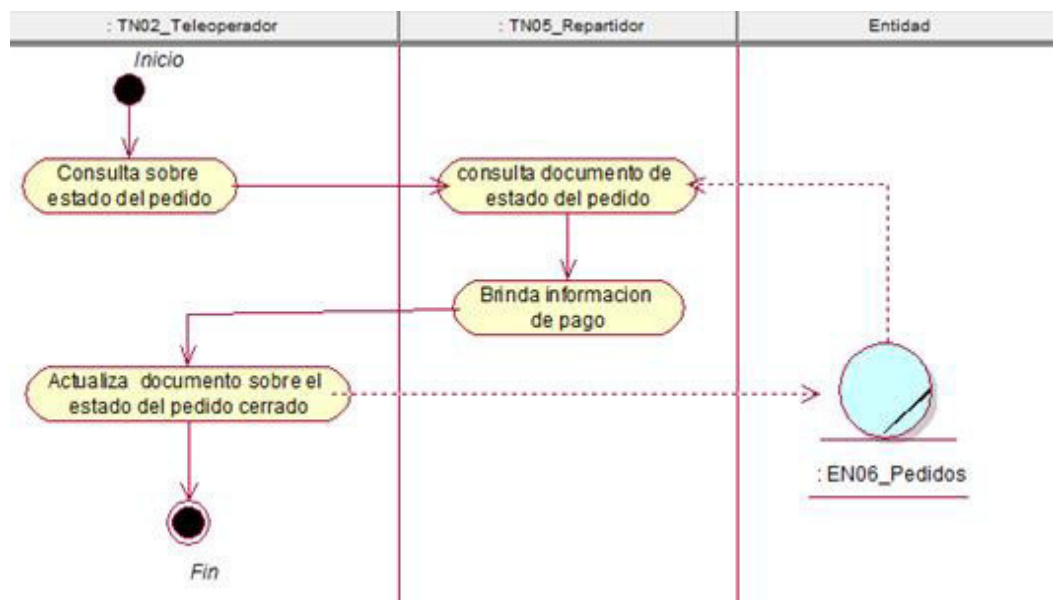 : TN02_Teleoperador
: TN05_Repartidor
Entidad
Inicio
Consulta sobre
estado del pedido
consulta documento de
estado del pedido
Brinda informacion
de pago
Actualiza documento sobre el
estado del pedido cerrado
: EN06_Pedidos
Fin